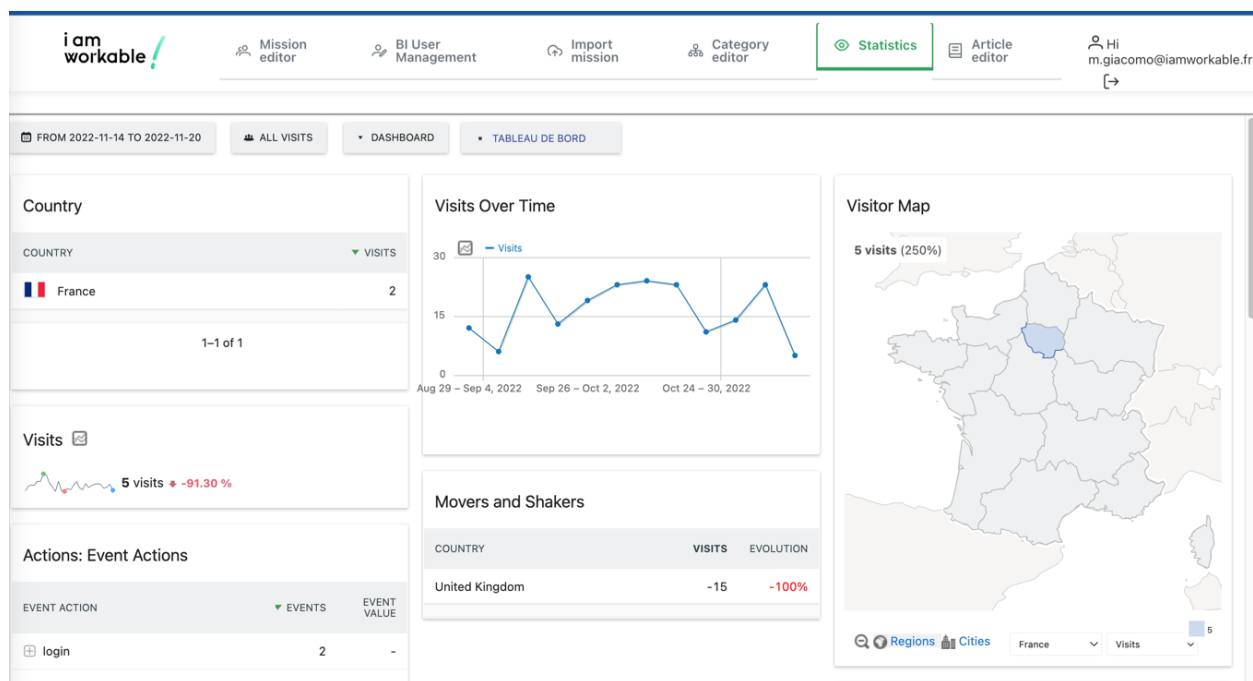 i am
workable
Mission
editor
BI User
Management
Import
mission
Category
editor
Statistics
Article
editor
Hi
m.giacomo@iamworkable.fr
FROM 2022-11-14 TO 2022-11-20
ALL VISITS
DASHBOARD
TABLEAU DE BORD
Country
COUNTRY VISITS
France 2
1–1 of 1
Visits
5 visits -91.30 %
Actions: Event Actions
EVENT ACTION EVENTS EVENT
VALUE
login 2 -
Visits Over Time
Visits
30
15
0
Aug 29 – Sep 4, 2022 Sep 26 – Oct 2, 2022 Oct 24 – 30, 2022
Movers and Shakers
COUNTRY VISITS EVOLUTION
United Kingdom -15 -100%
Visitor Map
5 visits (250%)
5
Regions Cities France Visits